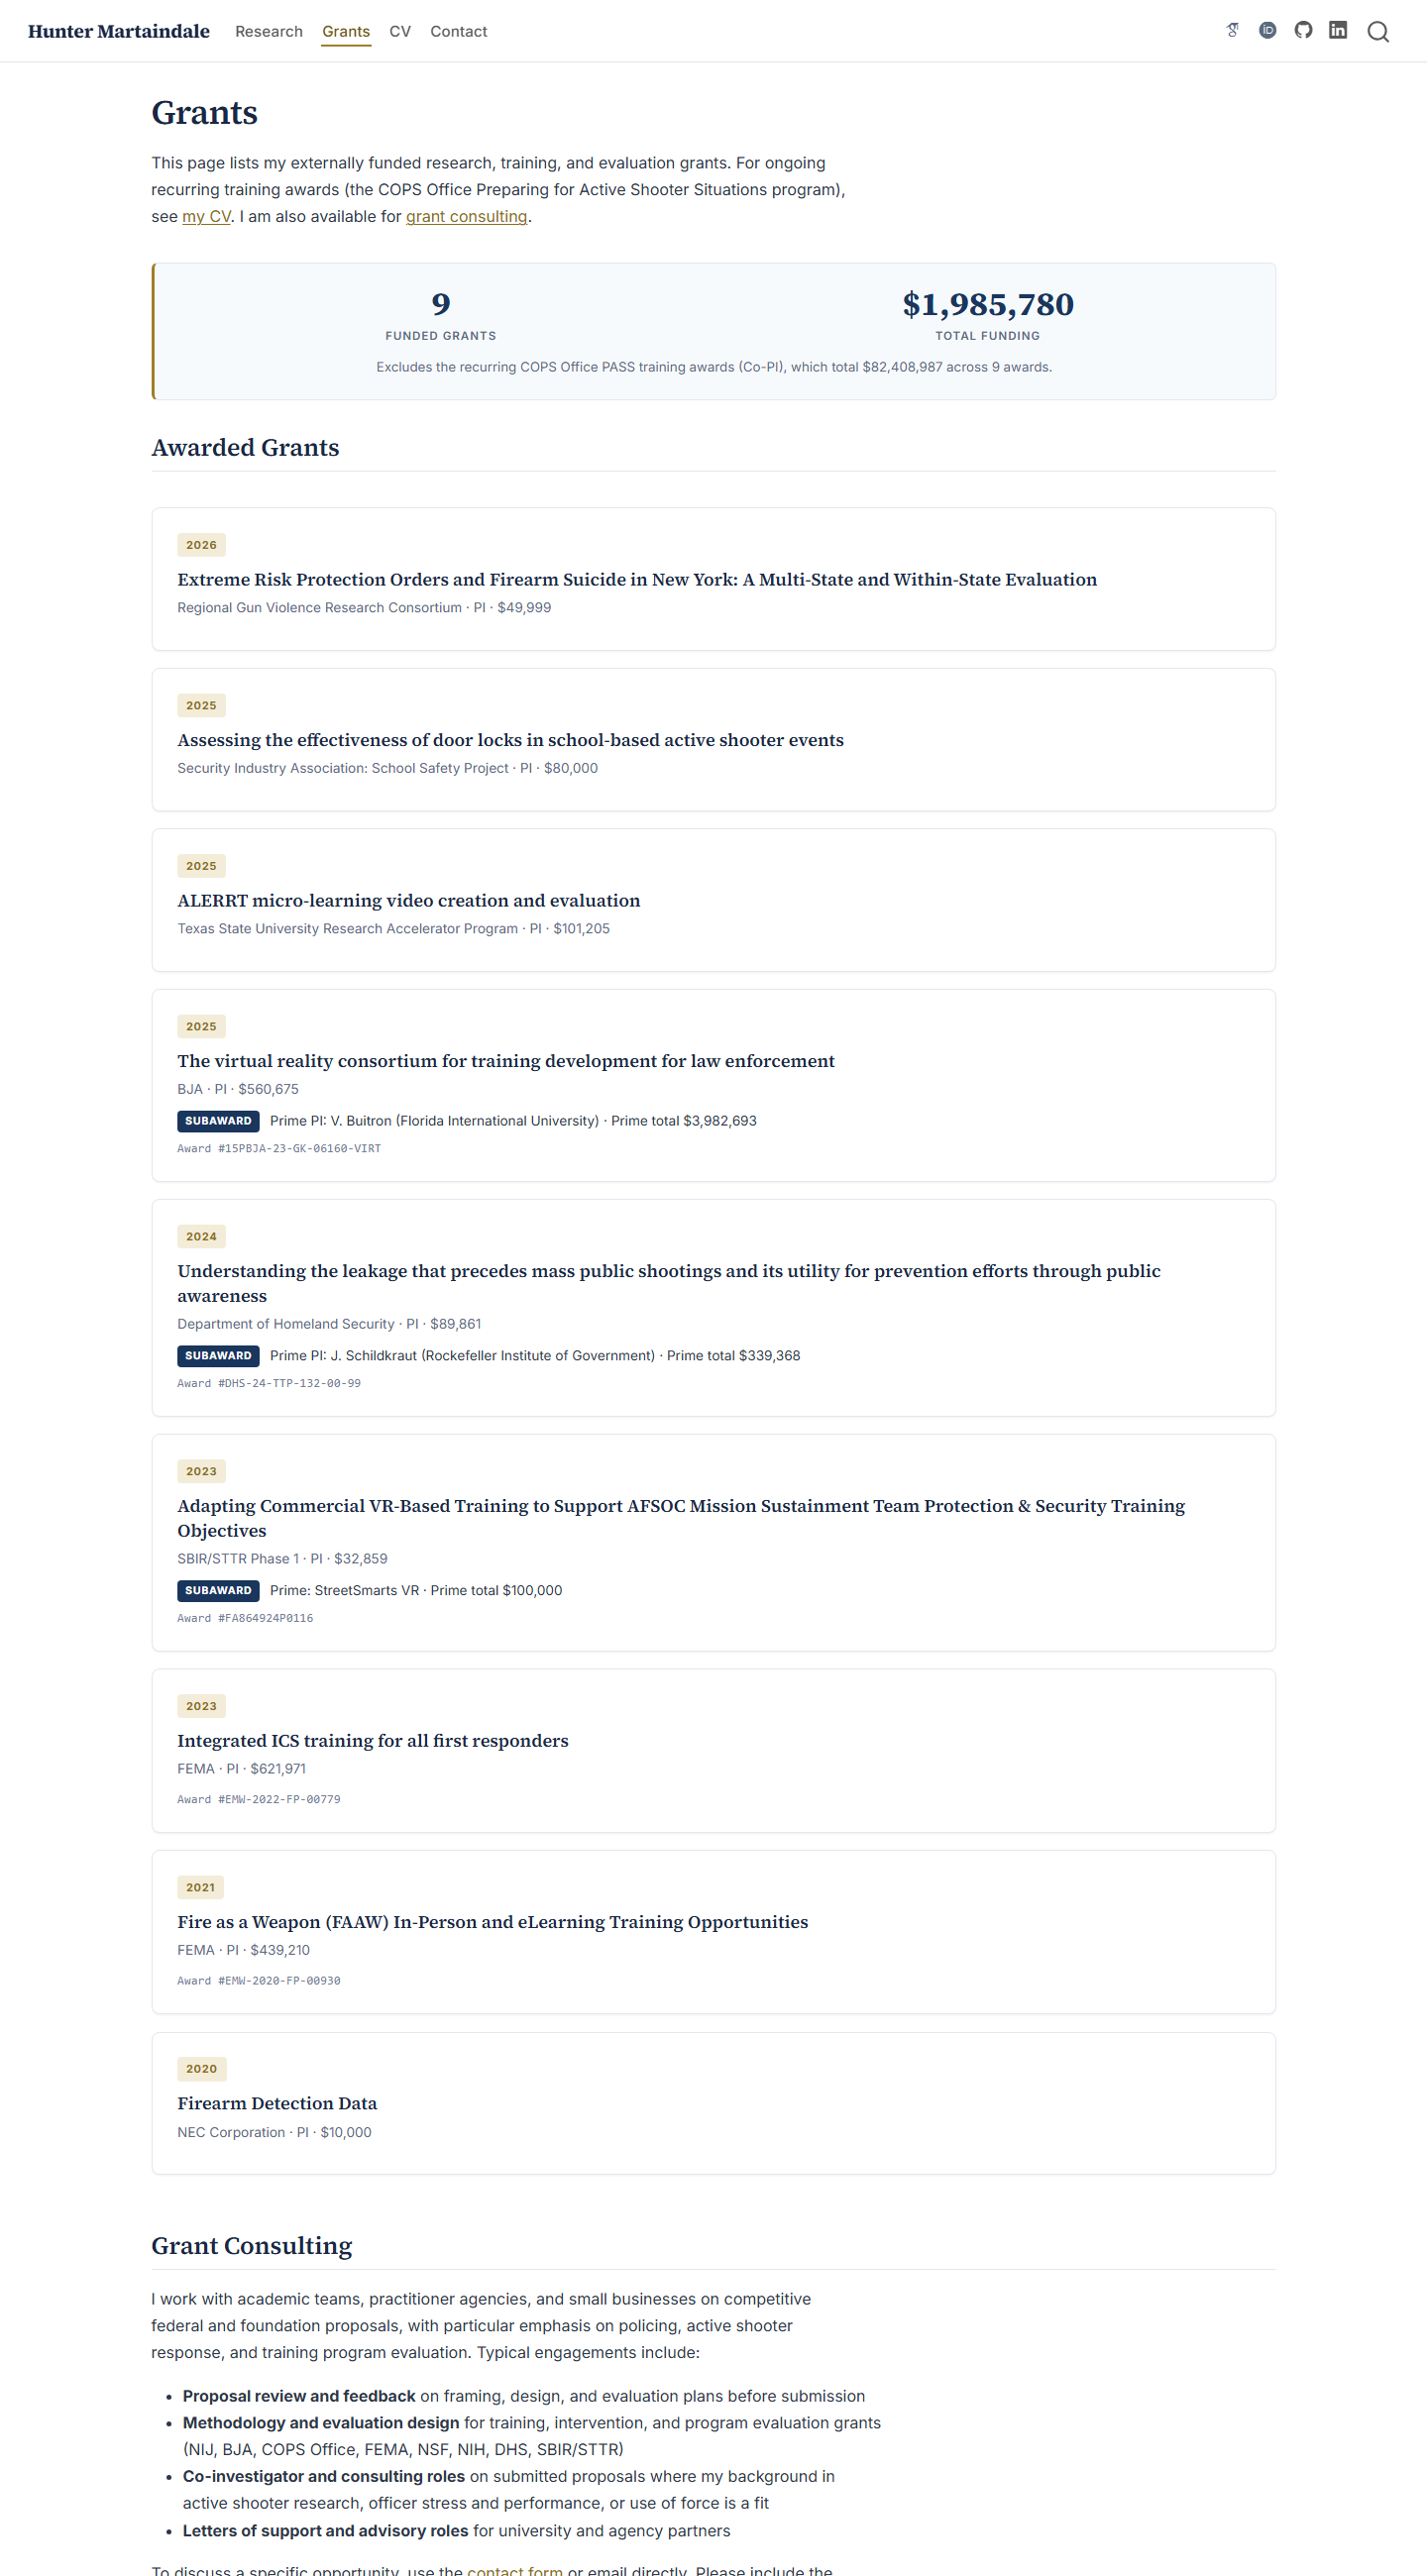 Hunter Martaindale Research Grants CV Contact
Grants
This page lists my externally funded research, training, and evaluation grants. For ongoing
recurring training awards (the COPS Office Preparing for Active Shooter Situations program),
see my CV. I am also available for grant consulting.
9
FUNDED GRANTS
$1,985,780
TOTAL FUNDING
Excludes the recurring COPS Office PASS training awards (Co-PI), which total $82,408,987 across 9 awards.
Awarded Grants
2026
Extreme Risk Protection Orders and Firearm Suicide in New York: A Multi-State and Within-State Evaluation
Regional Gun Violence Research Consortium · PI · $49,999
2025
Assessing the effectiveness of door locks in school-based active shooter events
Security Industry Association: School Safety Project · PI · $80,000
2025
ALERRT micro-learning video creation and evaluation
Texas State University Research Accelerator Program · PI · $101,205
2025
The virtual reality consortium for training development for law enforcement
BJA · PI · $560,675
SUBAWARD Prime PI: V. Buitron (Florida International University) · Prime total $3,982,693
Award #15PBJA-23-GK-06160-VIRT
2024
Understanding the leakage that precedes mass public shootings and its utility for prevention efforts through public
awareness
Department of Homeland Security · PI · $89,861
SUBAWARD Prime PI: J. Schildkraut (Rockefeller Institute of Government) · Prime total $339,368
Award #DHS-24-TTP-132-00-99
2023
Adapting Commercial VR-Based Training to Support AFSOC Mission Sustainment Team Protection & Security Training
Objectives
SBIR/STTR Phase 1 · PI · $32,859
SUBAWARD Prime: StreetSmarts VR · Prime total $100,000
Award #FA864924P0116
2023
Integrated ICS training for all first responders
FEMA · PI · $621,971
Award #EMW-2022-FP-00779
2021
Fire as a Weapon (FAAW) In-Person and eLearning Training Opportunities
FEMA · PI · $439,210
Award #EMW-2020-FP-00930
2020
Firearm Detection Data
NEC Corporation · PI · $10,000
Grant Consulting
I work with academic teams, practitioner agencies, and small businesses on competitive
federal and foundation proposals, with particular emphasis on policing, active shooter
response, and training program evaluation. Typical engagements include:
• Proposal review and feedback on framing, design, and evaluation plans before submission
• Methodology and evaluation design for training, intervention, and program evaluation grants
(NIJ, BJA, COPS Office, FEMA, NSF, NIH, DHS, SBIR/STTR)
• Co-investigator and consulting roles on submitted proposals where my background in
active shooter research, officer stress and performance, or use of force is a fit
• Letters of support and advisory roles for university and agency partners
To discuss a specific opportunity, use the contact form or email directly. Please include the